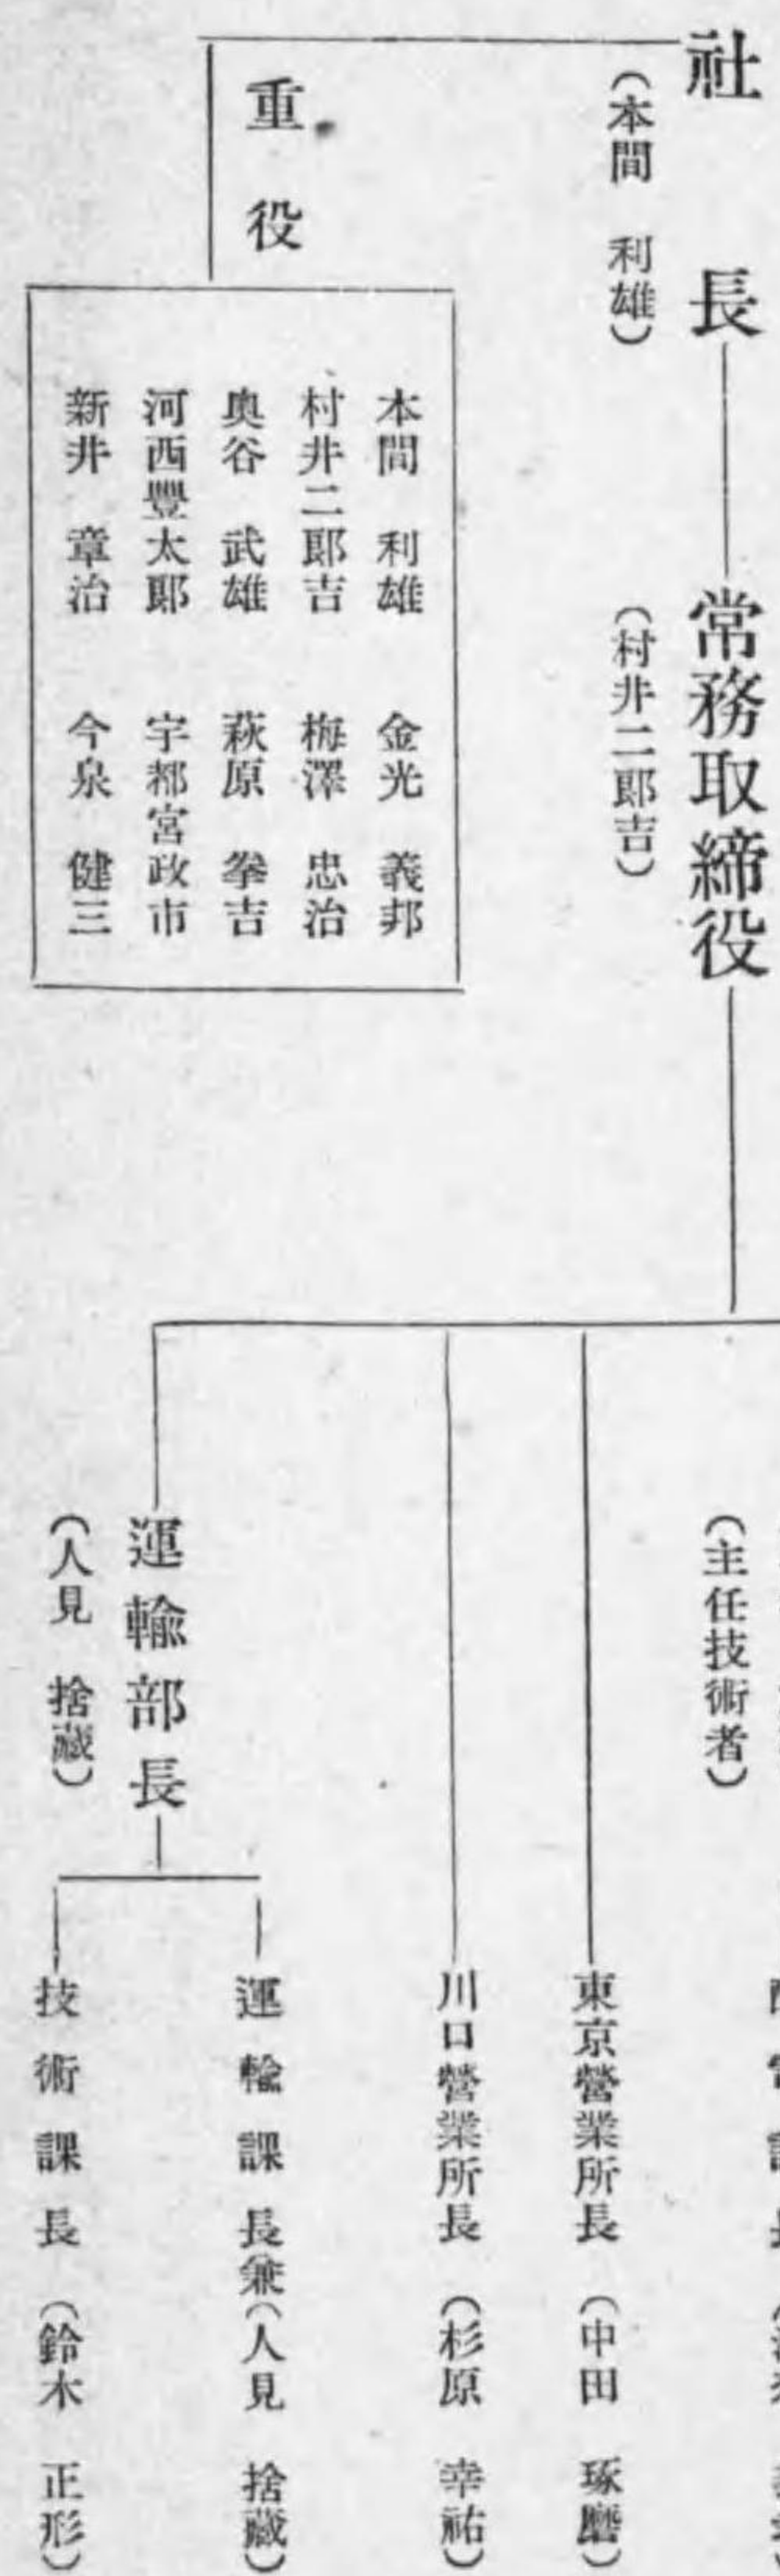 社長
(本間 利雄)
常務取締役
(村井二郎吉)
重役
本間 利雄
金光 義邦
村井二郎吉
梅澤 忠治
奥谷 武雄
萩原 拳吉
河西豐太郎
宇都宮政市
新井 章治
今泉 健三
(主任技術者)
東京營業所長 (中田 琢磨)
川口營業所長 (杉原 幸祐)
運輸部長
(人見 捨藏)
運輸課長兼(人見 捨藏)
技術課長 (鈴木 正形)